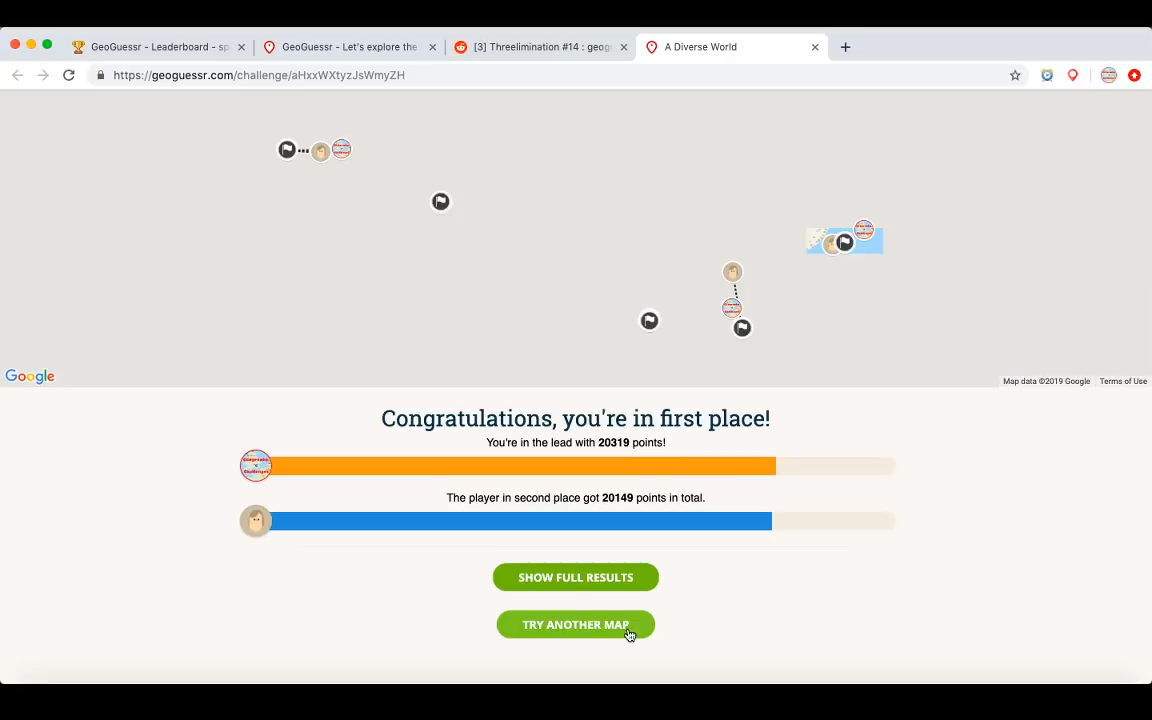 GeoGuessr - Leaderboard - sp
GeoGuessr - Let's explore the
[3] Threelimination #14 : geogu
A Diverse World
https://geoguessr.com/challenge/aHxxWXtyzJsWmyZH
Google
Map data ©2019 Google
Terms of Use
Congratulations, you're in first place!
You're in the lead with 20319 points!
The player in second place got 20149 points in total.
SHOW FULL RESULTS
TRY ANOTHER MAP